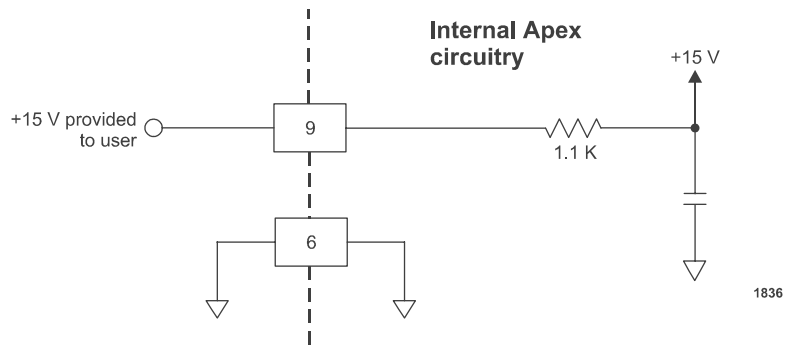 Internal Apex
circuitry
+15 V
+15 V provided
to user
9
1.1 K
6
1836